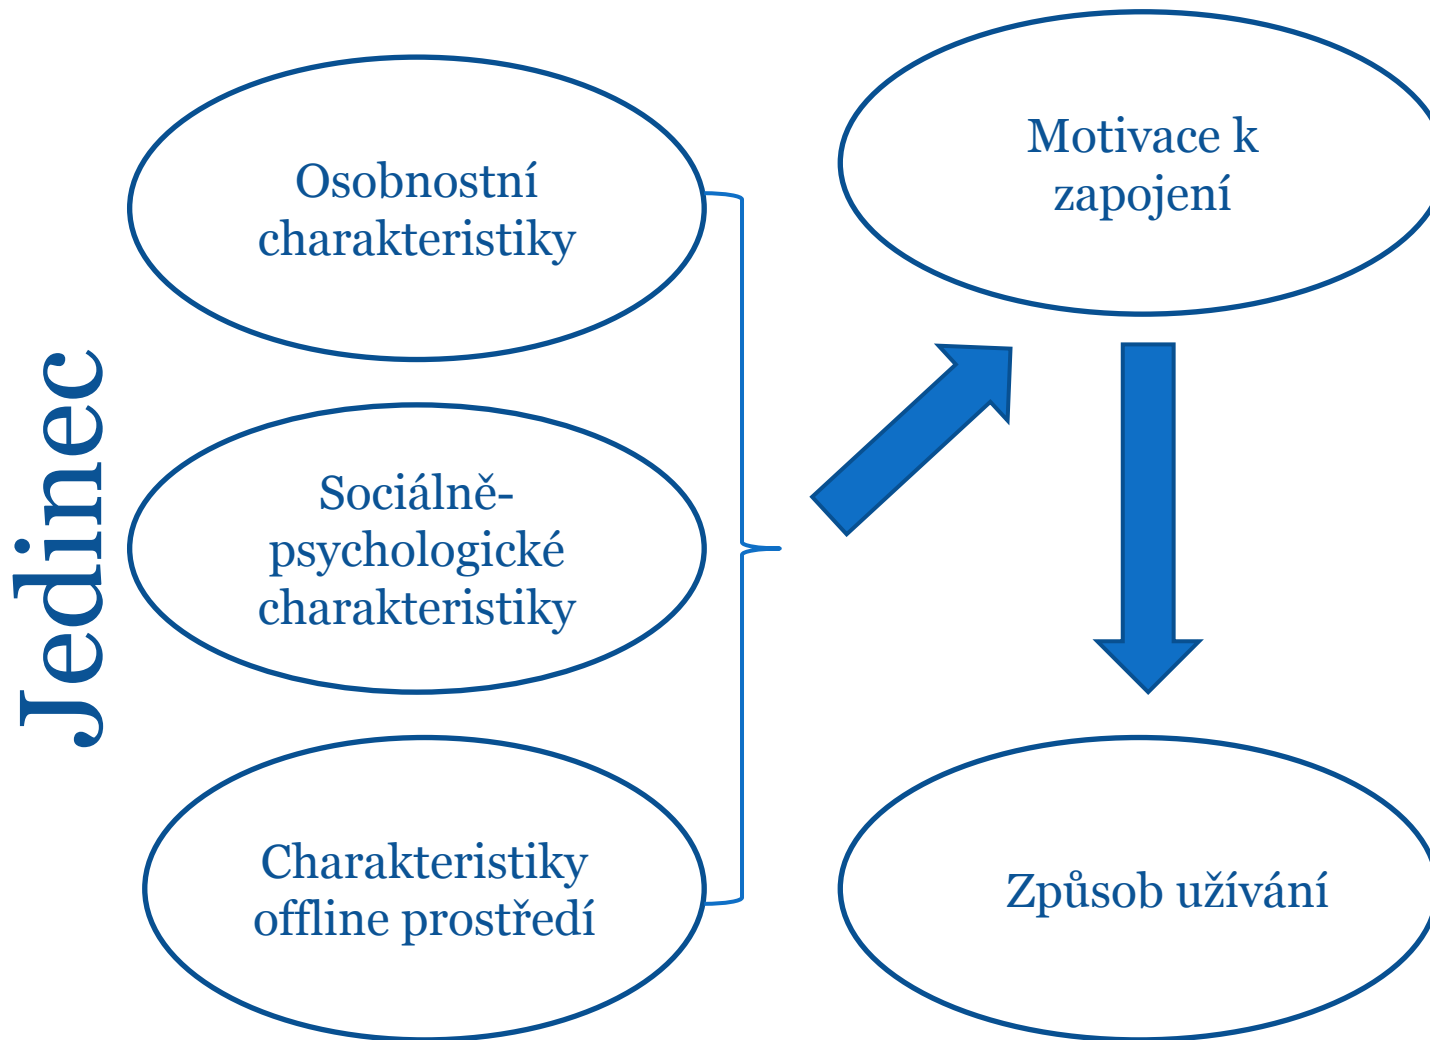 Jedinec
Osobnostní
charakteristiky
Sociálně-
psychologické
charakteristiky
Charakteristiky
offline prostředí
Motivace k
zapojení
Způsob užívání